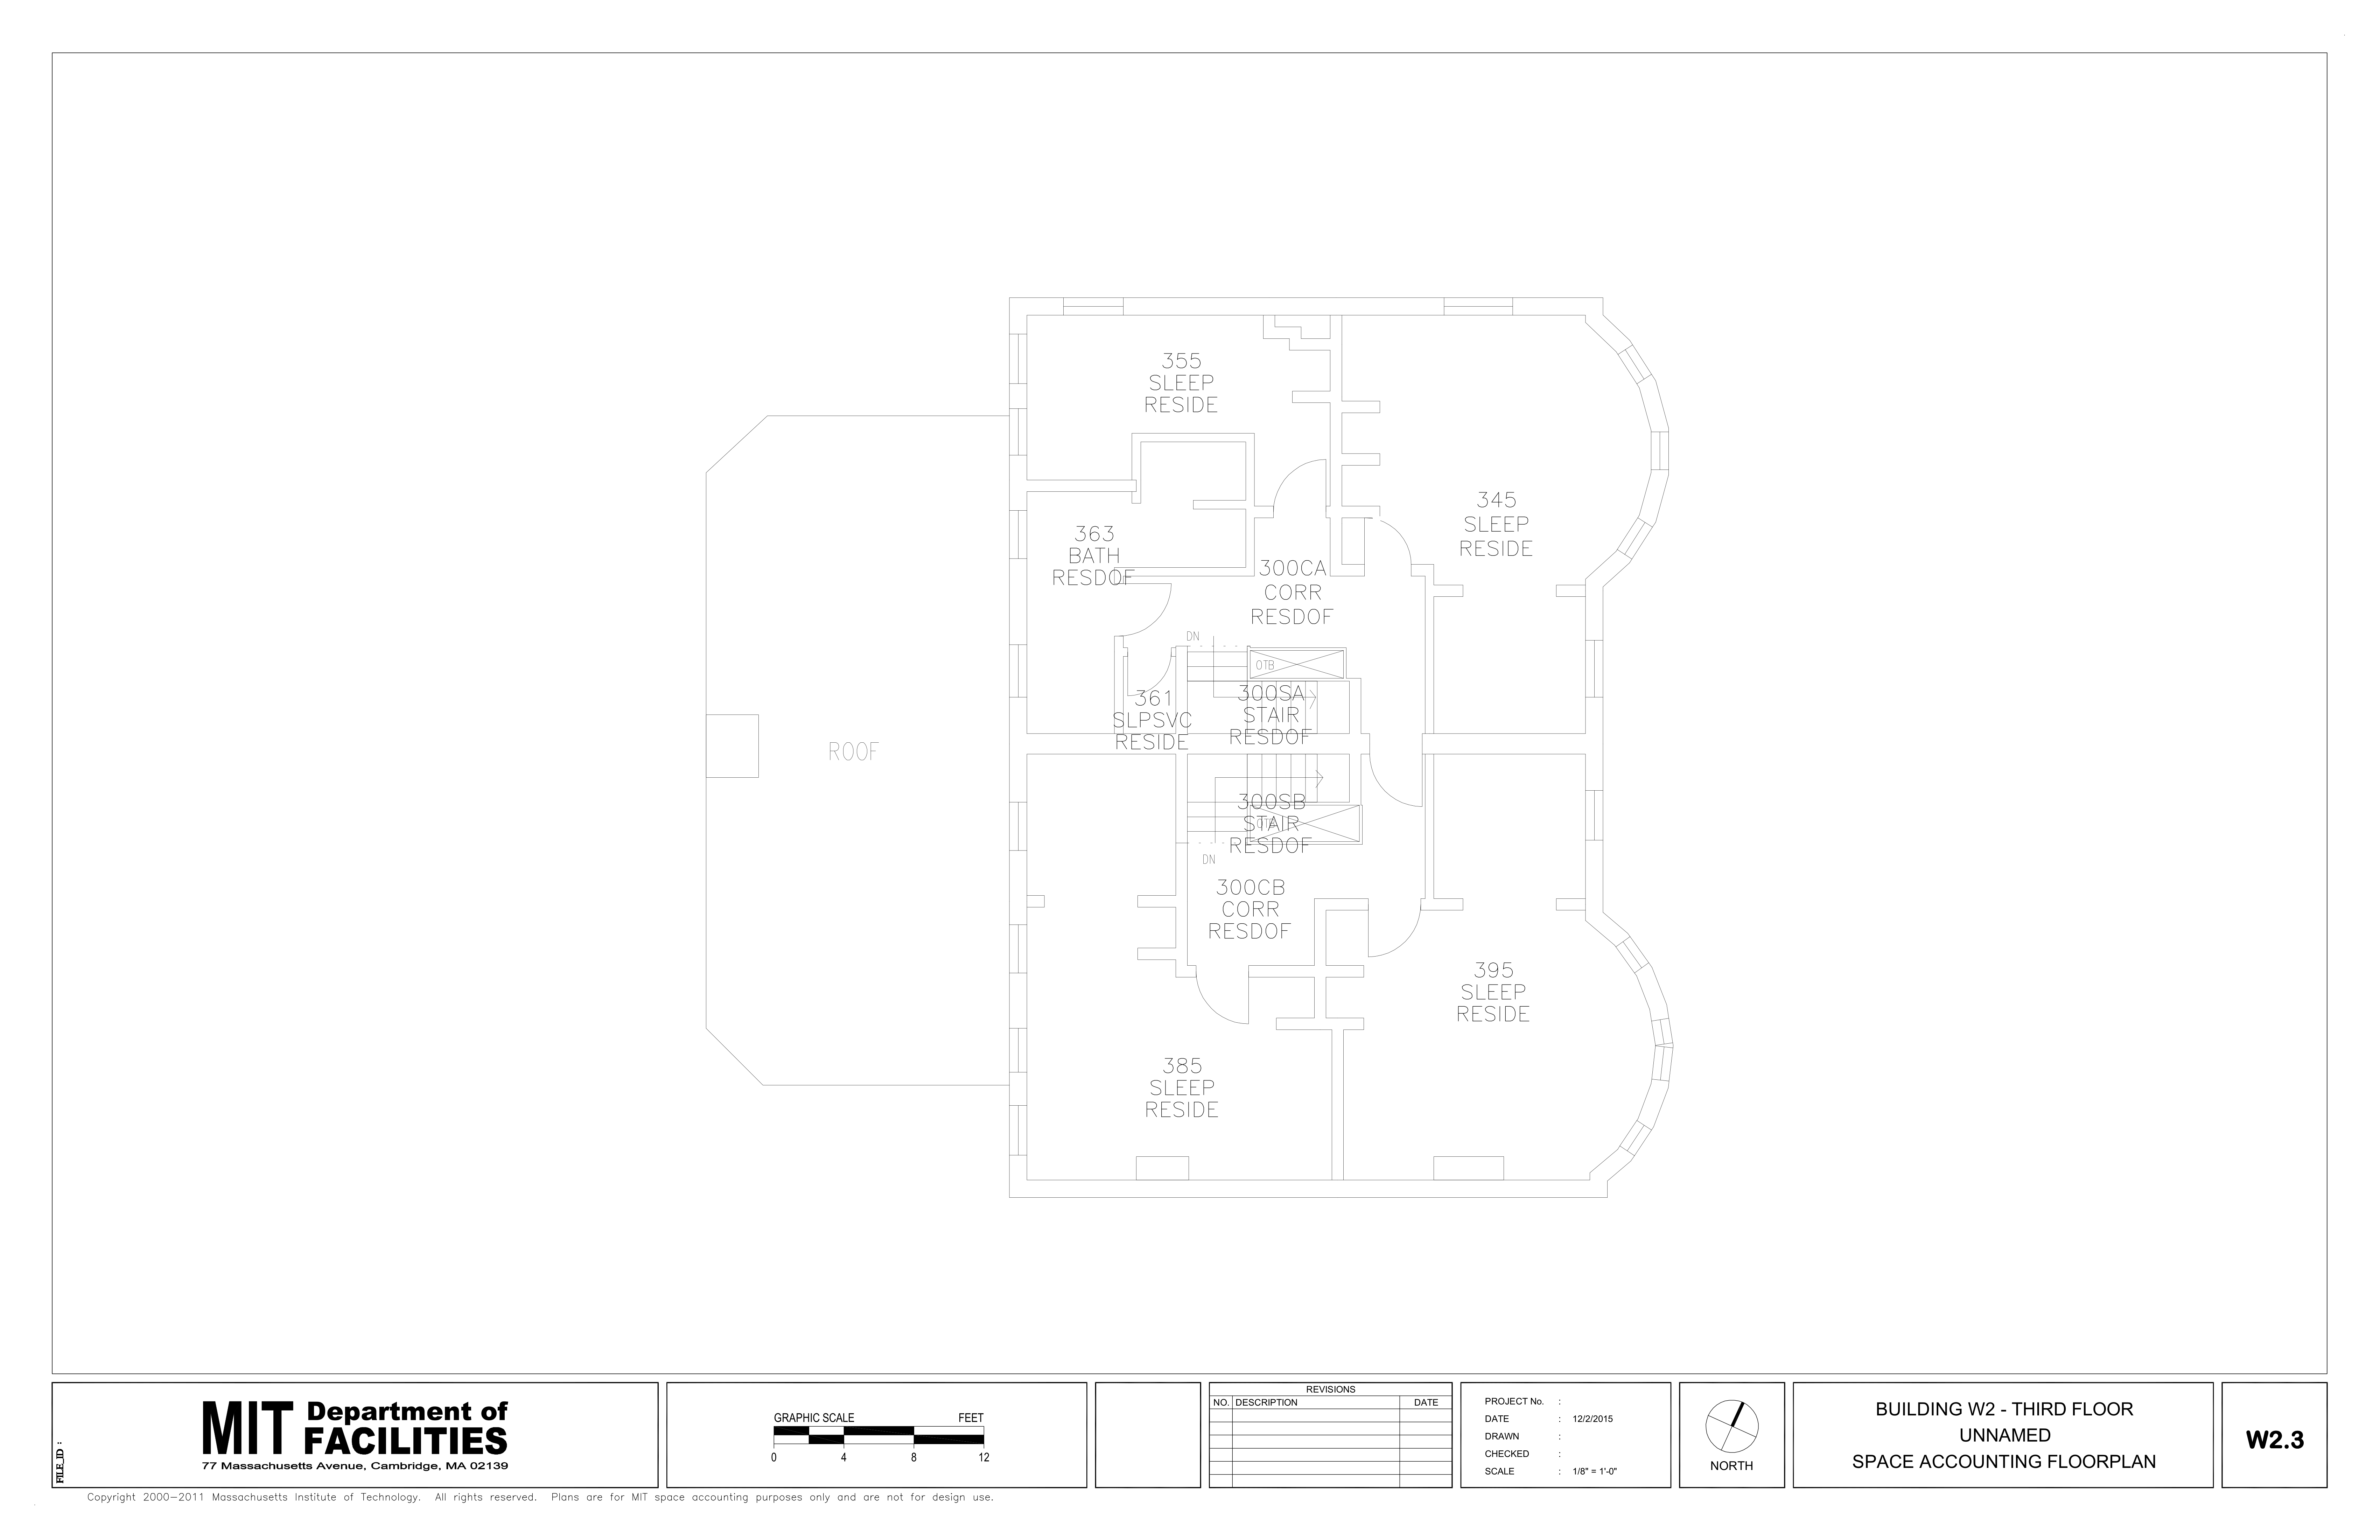 355
SLEEP
RESIDE
345
SLEEP
RESIDE
363
BATH
RESDOF
300CA
CORR
RESDOF
DN
OTB
361
SLPSVC
RESIDE
300SA
STAIR
RESDOF
ROOF
300SB
STAIR
RESDOF
OTB
DN
300CB
CORR
RESDOF
395
SLEEP
RESIDE
385
SLEEP
RESIDE
FILE_ID :
MIT Department of
FACILITIES
77 Massachusetts Avenue, Cambridge, MA 02139
GRAPHIC SCALE FEET
0 4 8 12
REVISIONS
NO. DESCRIPTION DATE
PROJECT No. :
DATE : 12/2/2015
DRAWN :
CHECKED :
SCALE : 1/8" = 1'-0"
NORTH
BUILDING W2 - THIRD FLOOR
UNNAMED
SPACE ACCOUNTING FLOORPLAN
W2.3
Copyright 2000-2011 Massachusetts Institute of Technology. All rights reserved. Plans are for MIT space accounting purposes only and are not for design use.